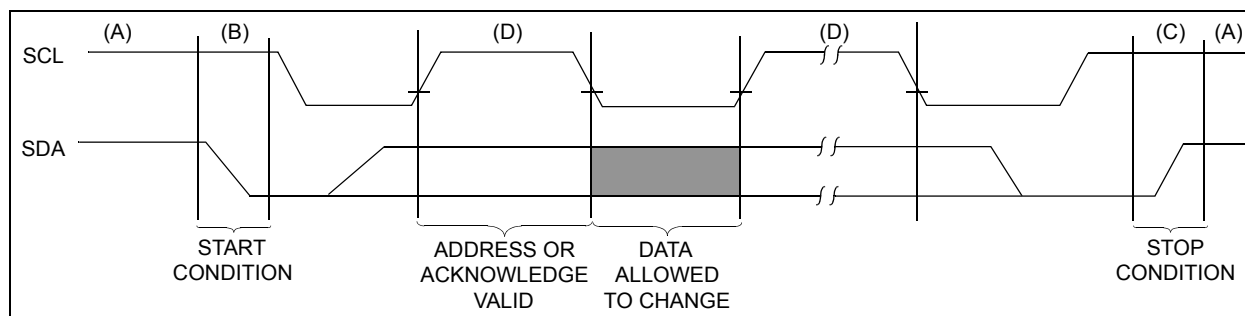 (A) (B) (D) (D) (C) (A)
SCL
SDA
START
CONDITION
ADDRESS OR
ACKNOWLEDGE
VALID
DATA
ALLOWED
TO CHANGE
STOP
CONDITION